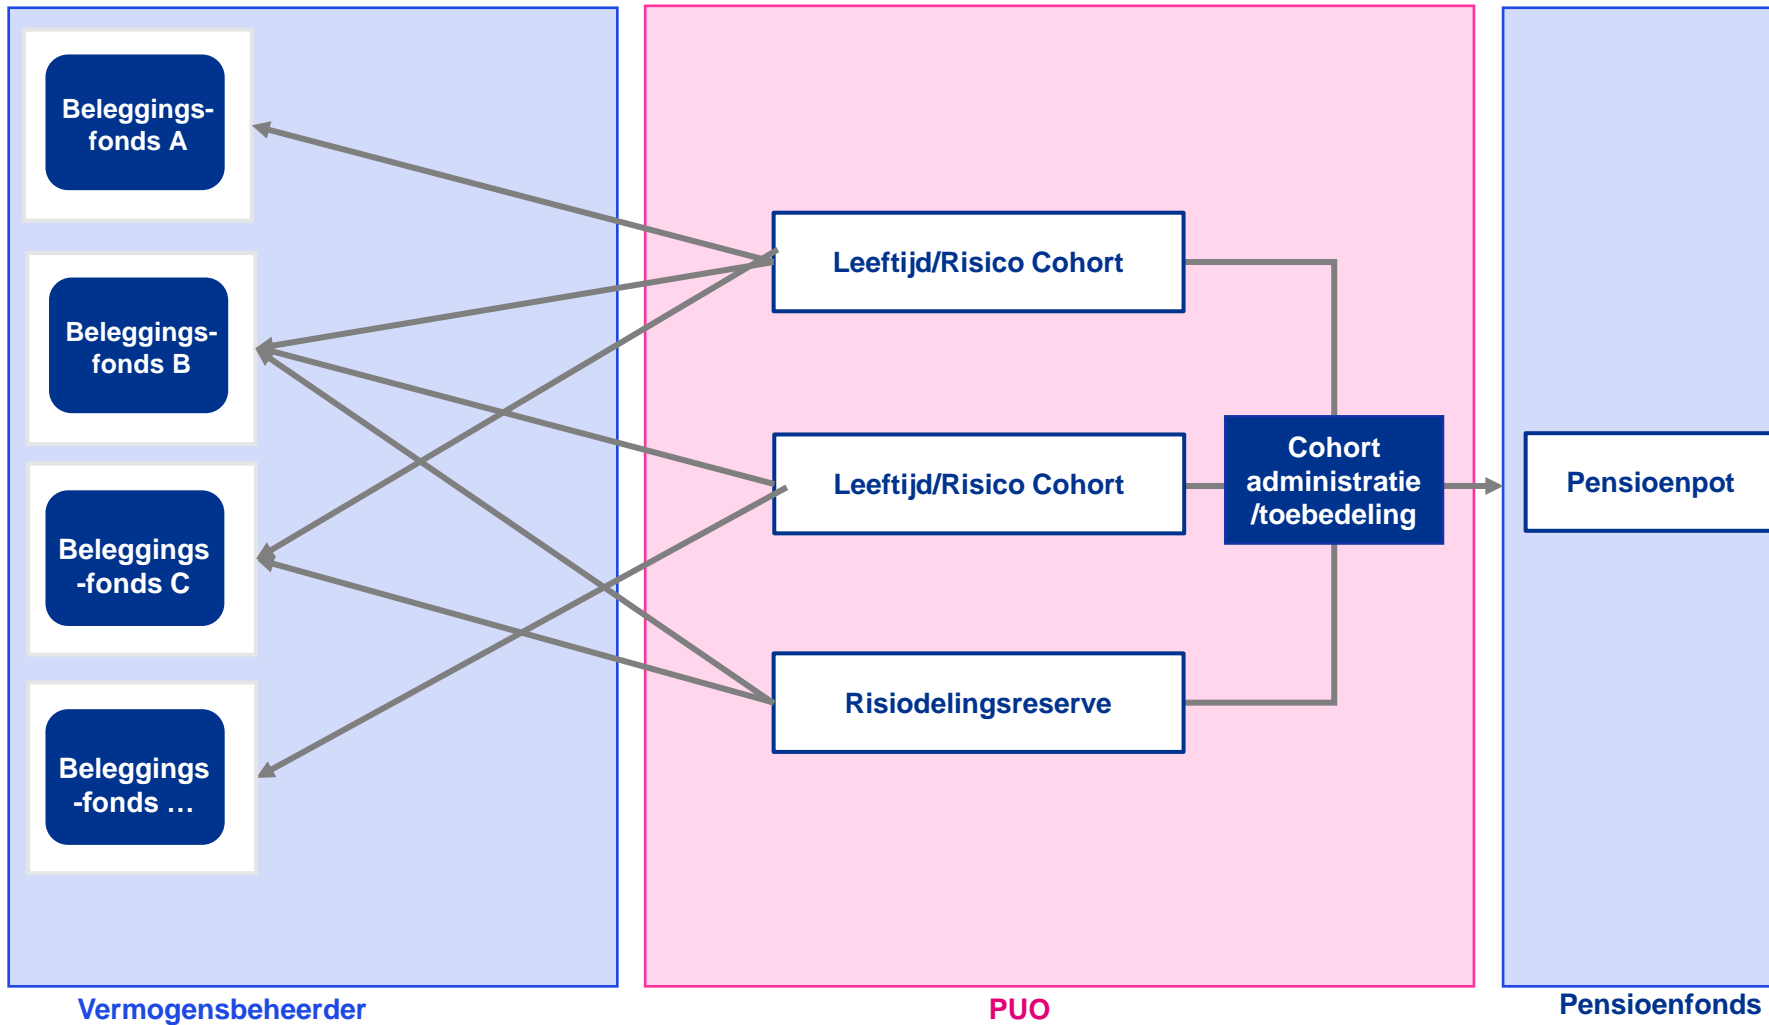 Beleggings-
fonds A
Beleggings-
fonds B
Beleggings
-fonds C
Beleggings
-fonds …
Vermogensbeheerder
Leeftijd/Risico Cohort
Leeftijd/Risico Cohort
Risiodelingsreserve
Cohort
administratie
/toebedeling
PUO
Pensioenpot
Pensioenfonds